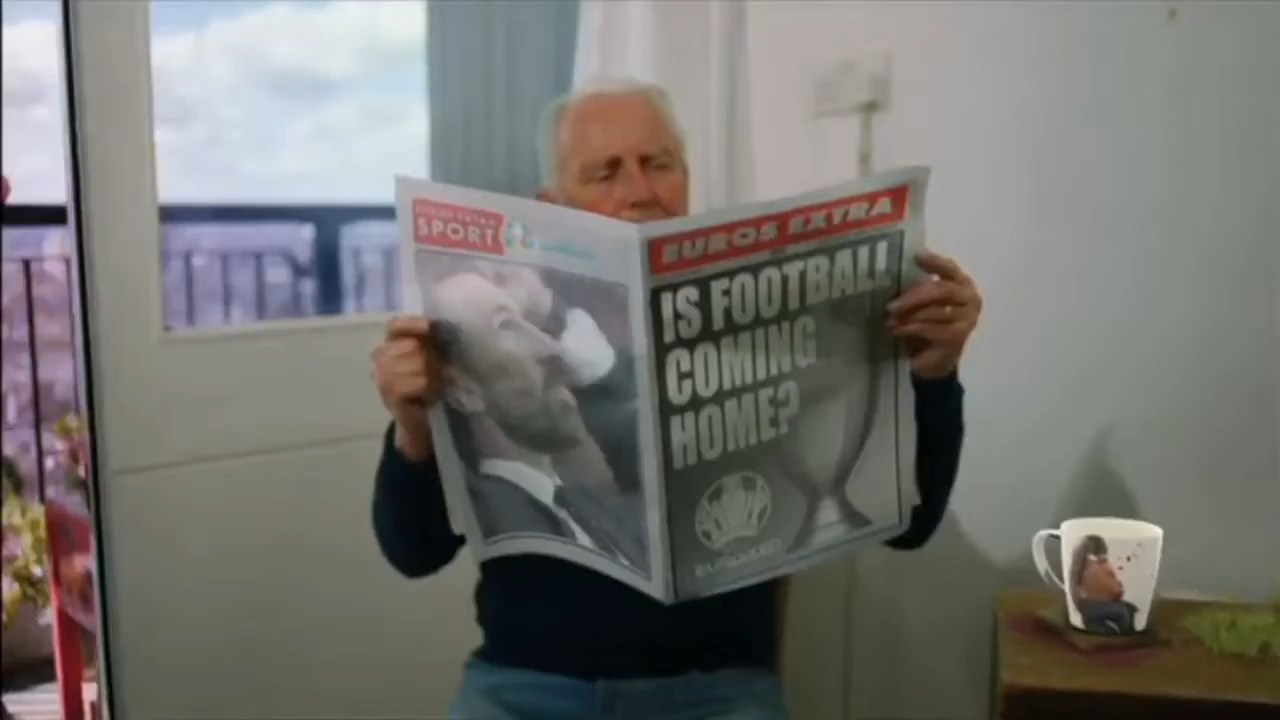 SPORT
EUROS EXTRA
IS FOOTBALL
COMING
HOME?